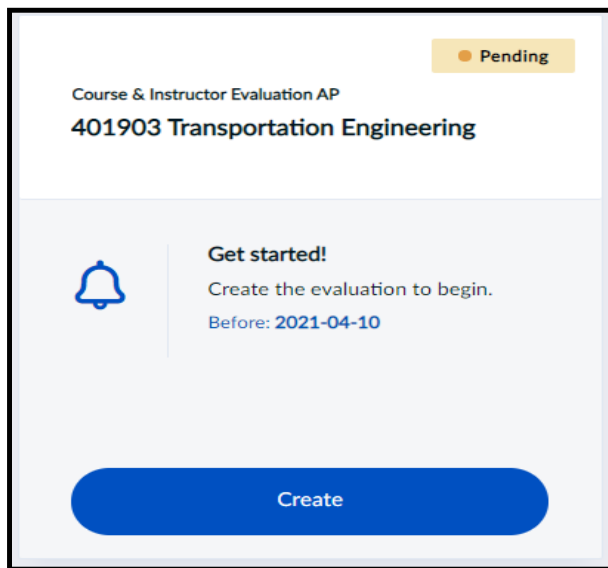 Pending
Course & Instructor Evaluation AP
401903 Transportation Engineering
Get started!
Create the evaluation to begin.
Before: 2021-04-10
Create